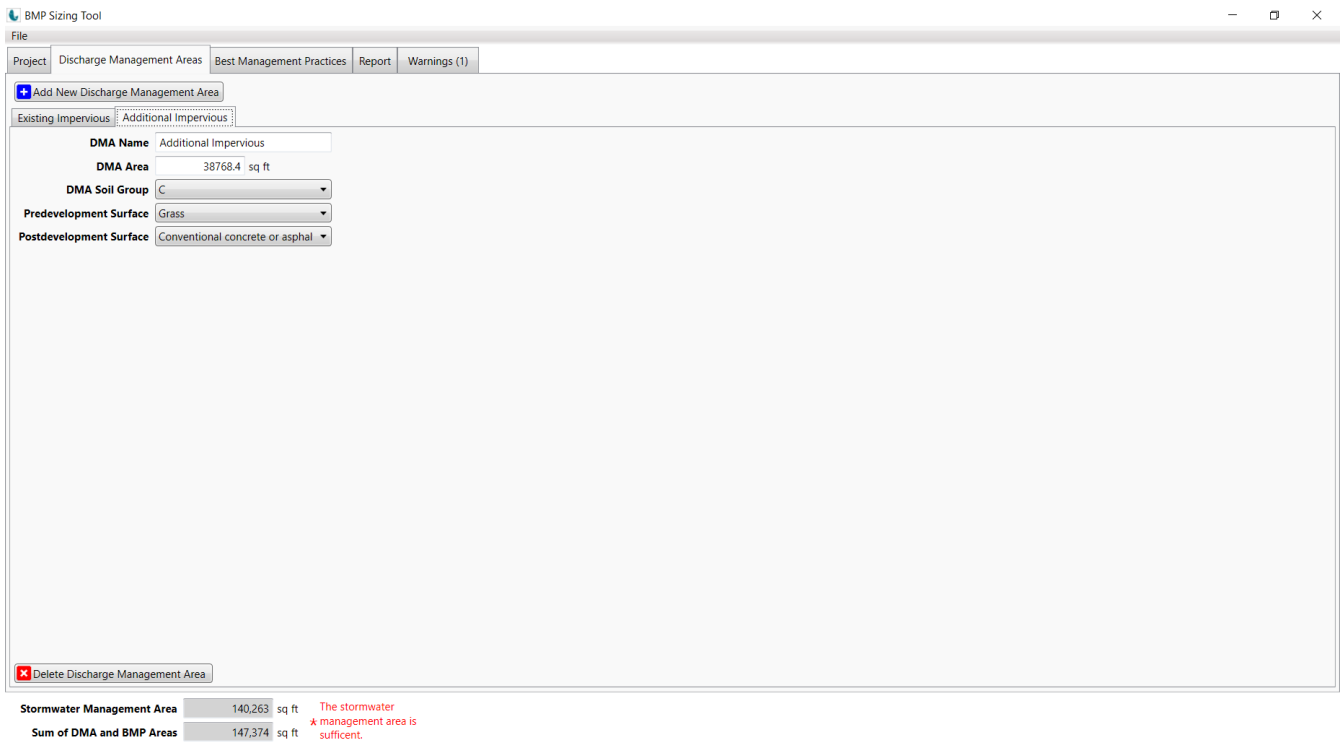 BMP Sizing Tool
File
Project Discharge Management Areas Best Management Practices Report Warnings (1)
Add New Discharge Management Area
Existing Impervious Additional Impervious
DMA Name Additional Impervious
DMA Area 38768.4 sq ft
DMA Soil Group C
Predevelopment Surface Grass
Postdevelopment Surface Conventional concrete or asphal
Delete Discharge Management Area
Stormwater Management Area 140,263 sq ft
Sum of DMA and BMP Areas 147,374 sq ft
The stormwater
* management area is
sufficent.